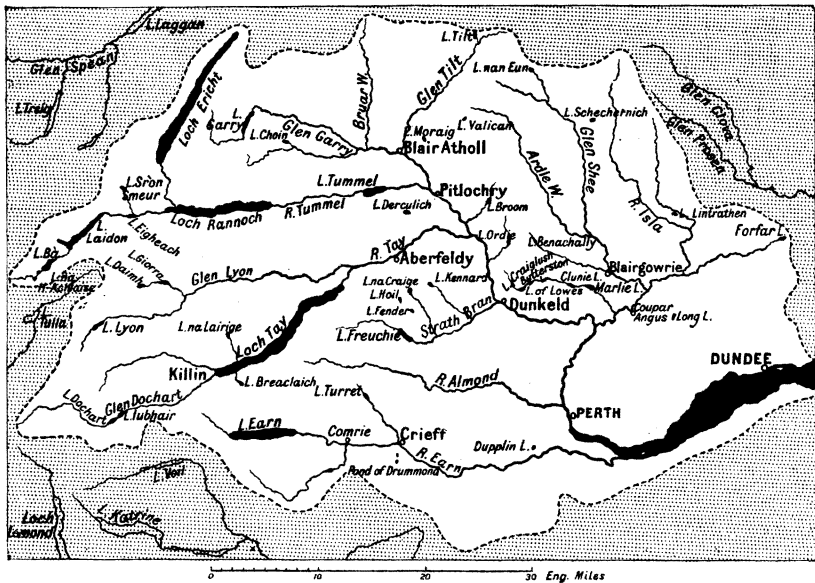 L. Laggan
Glen Spean
L. Treig
Loch Ericht
L. Garry
L. Choin
Glen Garry
Bruar W.
L. Tilt
Glen Tilt
L. nan Eun
L. Moraig
L. Valican
Blair Atholl
Ardle W.
Glen Shee
L. Schechernich
Glen Clova
Glen Prosen
R. Isla
L. Lintrathen
Forfar L.
L. Sron Smeur
L. Tummel
Pitlochry
L. Broom
Loch Rannoch
R. Tummel
L. Derculich
L. Ordie
L. Benachally
L. Ba
L. Laidon
L. Eigheach
L. Giorra
L. Daimh
Glen Lyon
R. Tay
Aberfeldy
L. Craiglush
Butterston
Clunie L.
Blairgowrie
Marlie L.
L. of Lowes
Dunkeld
L. na Craige
L. Kennard
L. Hoil
L. Fender
Strath Bran
L. Freuchie
Coupar Angus
Long L.
Tulla
L. Lyon
L. na Lairige
Loch Tay
Killin
L. Breaclaich
L. Dochart
Glen Dochart
L. Iubhair
L. Turret
R. Almond
DUNDEE
PERTH
L. Earn
Comrie
Crieff
R. Earn
Dupplin L.
Pond of Drummond
L. Voil
L. Katrine
Loch Lomond
0 10 20 30 Eng. Miles